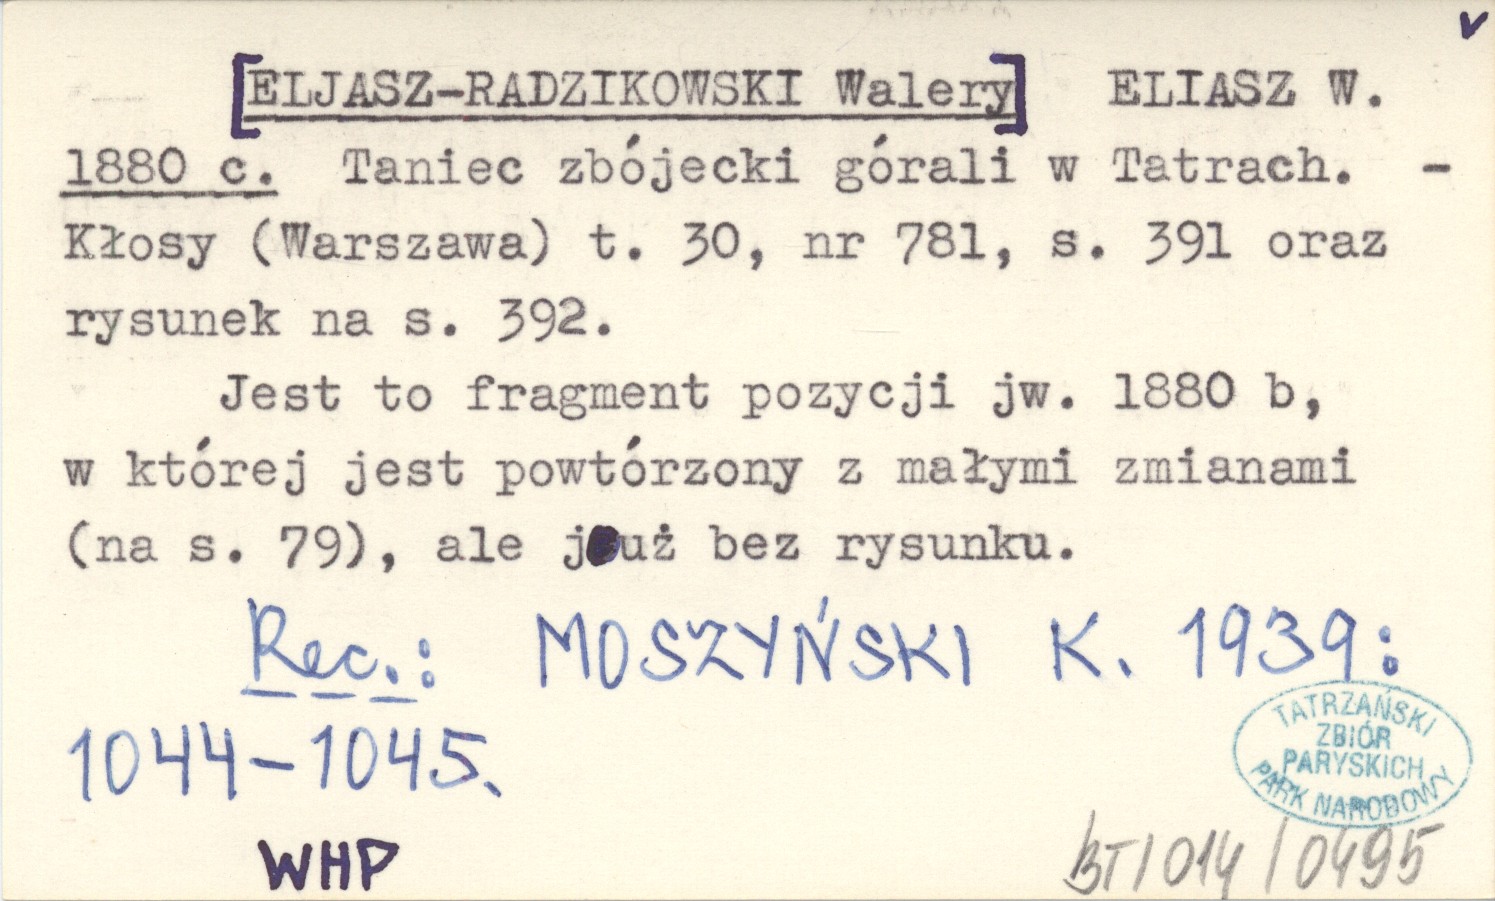 v
[ELJASZ-RADZIKOWSKI Walery] ELIASZ W.
1880 c. Taniec zbójecki górali w Tatrach. -
Kłosy (Warszawa) t. 30, nr 781, s. 391 oraz
rysunek na s. 392.
Jest to fragment pozycji jw. 1880 b,
w której jest powtórzony z małymi zmianami
(na s. 79), ale już bez rysunku.
Rec.: MOSZYŃSKI K. 1939:
1044-1045.
TATRZAŃSKI
ZBIÓR
PARYSKICH
PARK NARODOWY
WHP
BT/014/0495